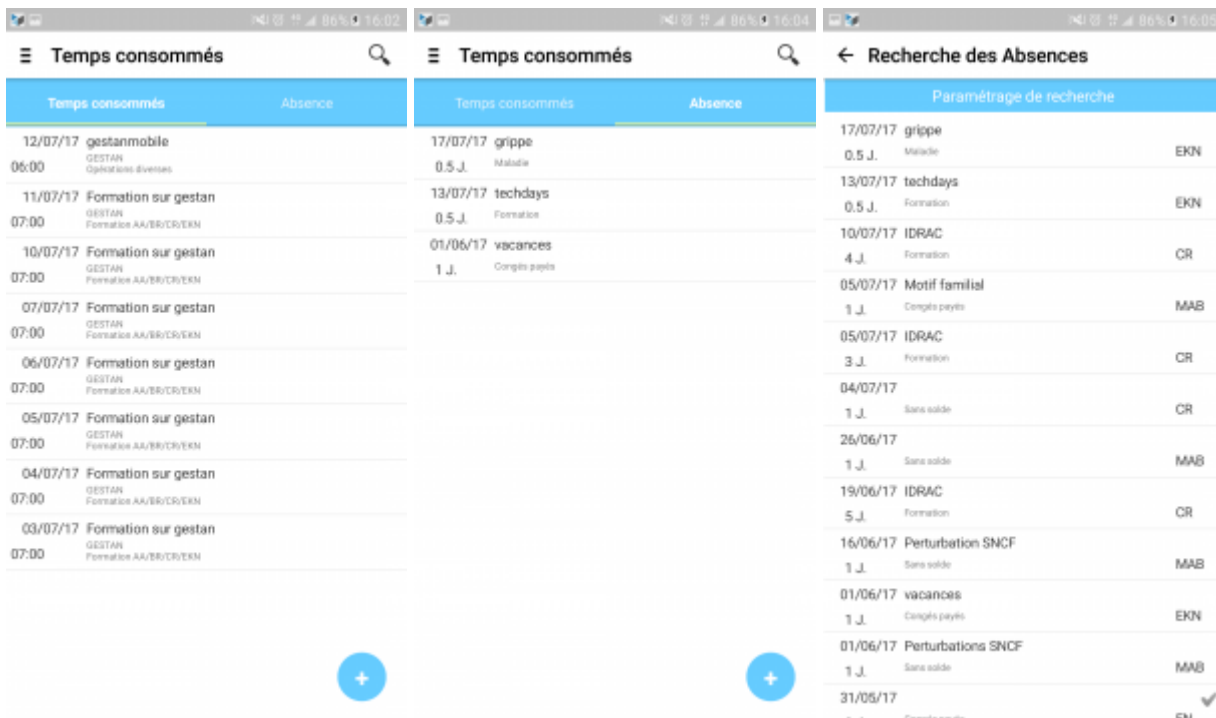 86% 16:02
Temps consommés
Temps consommés Absence
12/07/17 gestanmobile
GESTAN
06:00 Opérations diverses
11/07/17 Formation sur gestan
GESTAN
07:00 Formation AA/BR/CR/EKN
10/07/17 Formation sur gestan
GESTAN
07:00 Formation AA/BR/CR/EKN
07/07/17 Formation sur gestan
GESTAN
07:00 Formation AA/BR/CR/EKN
06/07/17 Formation sur gestan
GESTAN
07:00 Formation AA/BR/CR/EKN
05/07/17 Formation sur gestan
GESTAN
07:00 Formation AA/BR/CR/EKN
04/07/17 Formation sur gestan
GESTAN
07:00 Formation AA/BR/CR/EKN
03/07/17 Formation sur gestan
GESTAN
07:00 Formation AA/BR/CR/EKN
+
86% 16:04
Temps consommés
Temps consommés Absence
17/07/17 grippe
0.5 J. Maladie
13/07/17 techdays
0.5 J. Formation
01/06/17 vacances
1 J. Congés payés
+
86% 16:05
Recherche des Absences
Paramétrage de recherche
17/07/17 grippe
0.5 J. Maladie EKN
13/07/17 techdays
0.5 J. Formation EKN
10/07/17 IDRAC
4 J. Formation CR
05/07/17 Motif familial
1 J. Congés payés MAB
05/07/17 IDRAC
3 J. Formation CR
04/07/17
1 J. Sans solde CR
26/06/17
1 J. Sans solde MAB
19/06/17 IDRAC
5 J. Formation CR
16/06/17 Perturbation SNCF
1 J. Sans solde MAB
01/06/17 vacances
1 J. Congés payés EKN
01/06/17 Perturbations SNCF
1 J. Sans solde MAB
31/05/17